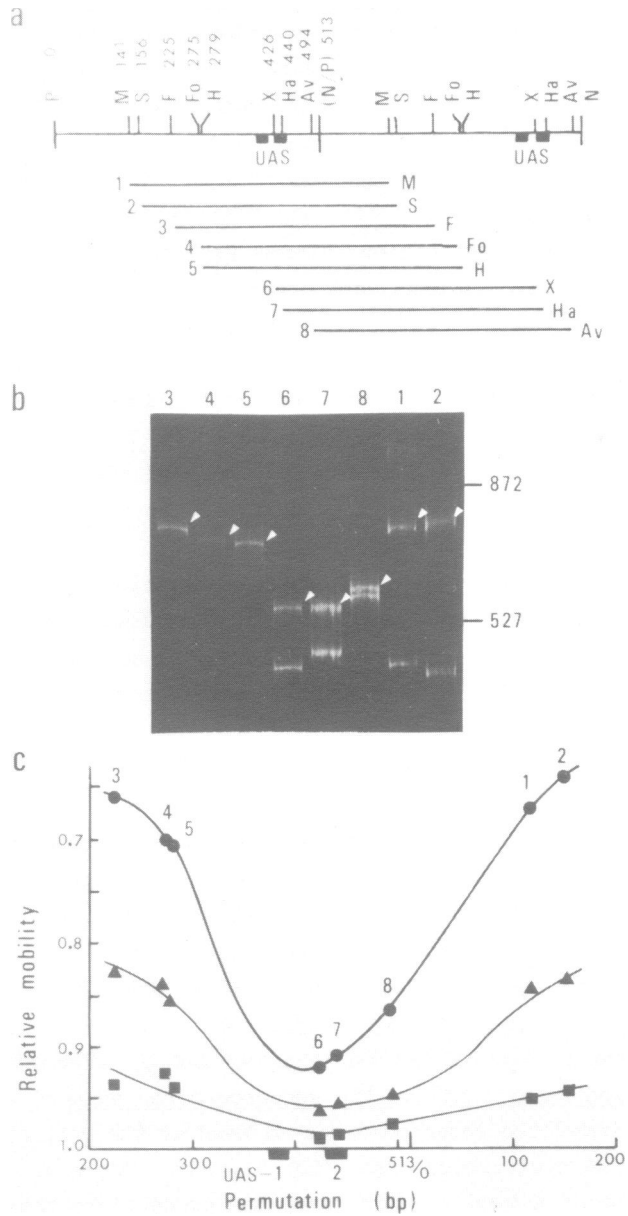 a
P 0
M 141
S 156
F 225
Fo 275
H 279
X 426
Ha 440
Av 494
(N/P) 513
M
S
F
Fo
H
X
Ha
Av
N
UAS
UAS
1 M
2 S
3 F
4 Fo
5 H
6 X
7 Ha
8 Av
b
3 4 5 6 7 8 1 2
872
527
c
Relative mobility
0.7
0.8
0.9
1.0
3
4
5
6
7
8
1
2
200 300 513/0 100 200
UAS-1 2
Permutation (bp)